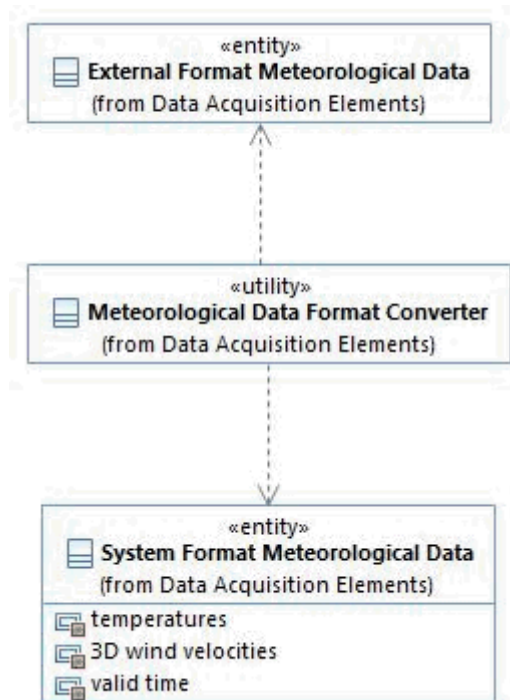 «entity»
External Format Meteorological Data
(from Data Acquisition Elements)
«utility»
Meteorological Data Format Converter
(from Data Acquisition Elements)
«entity»
System Format Meteorological Data
(from Data Acquisition Elements)
temperatures
3D wind velocities
valid time